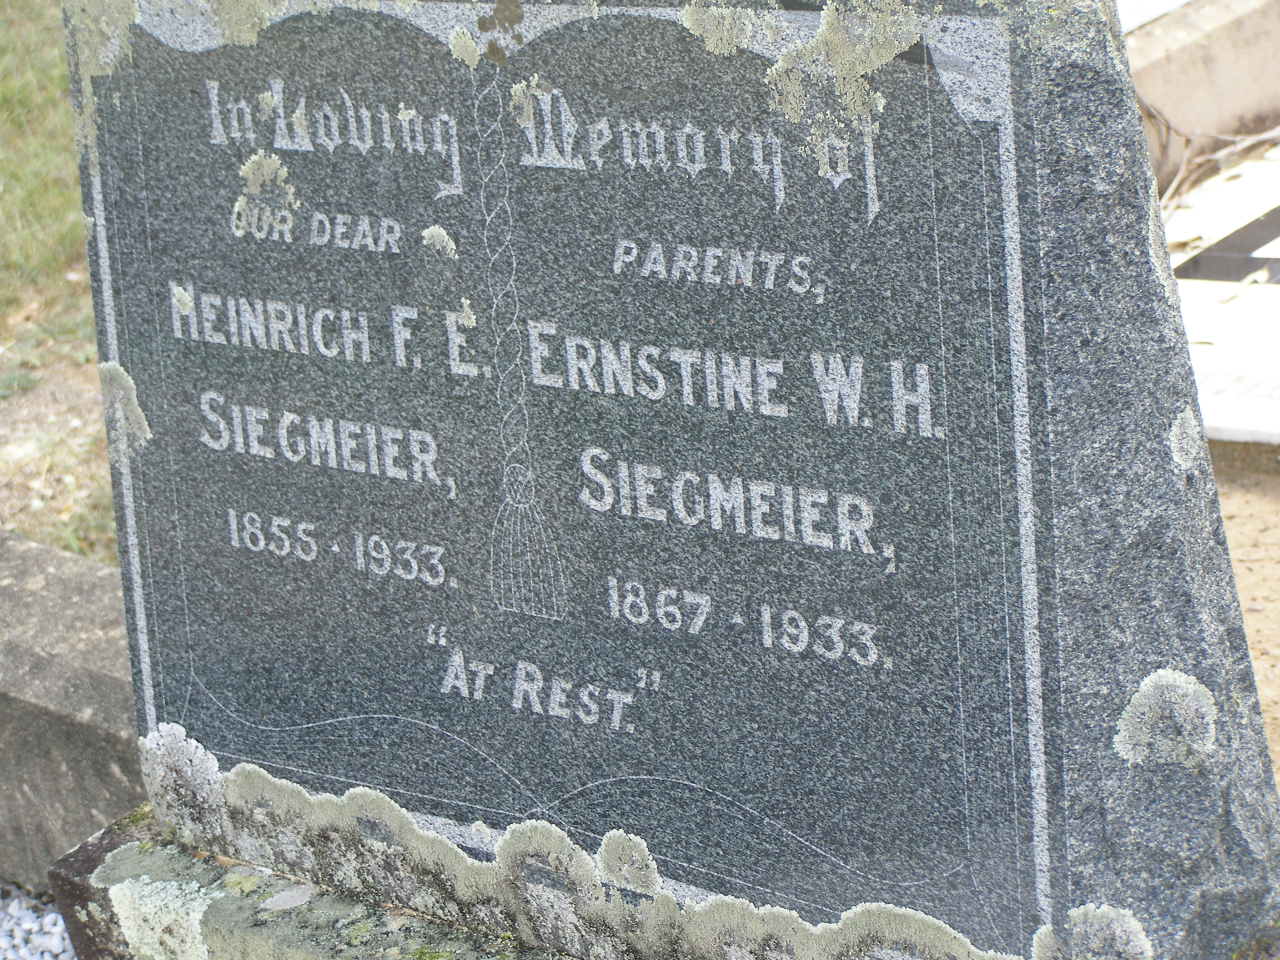 In Loving Memory of
OUR DEAR PARENTS,
HEINRICH F. E.
SIEGMEIER,
1855 · 1933.
ERNSTINE W. H.
SIEGMEIER,
1867 · 1933.
"AT REST."